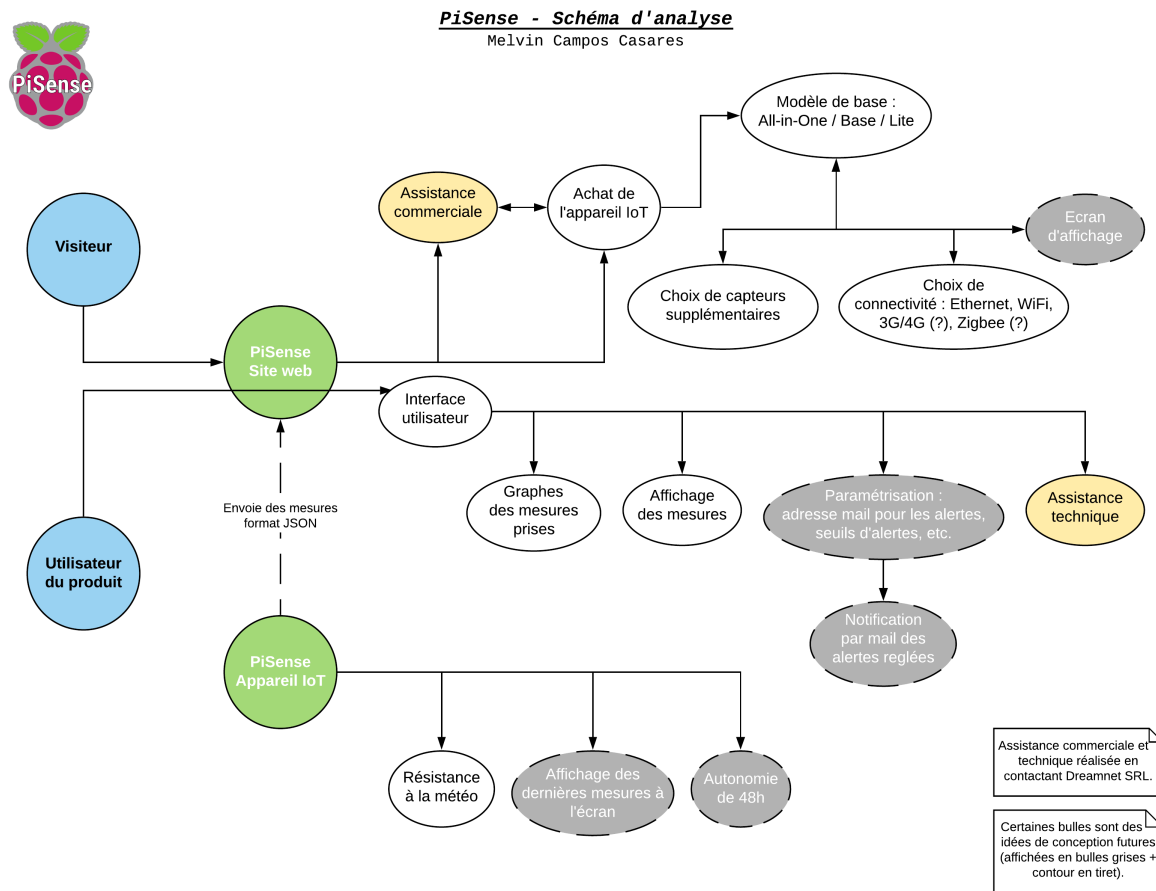 PiSense - Schéma d'analyse
Melvin Campos Casares
PiSense
Modèle de base :
All-in-One / Base / Lite
Assistance
commerciale
Achat de
l'appareil IoT
Ecran
d'affichage
Visiteur
Choix de capteurs
supplémentaires
Choix de
connectivité : Ethernet, WiFi,
3G/4G (?), Zigbee (?)
PiSense
Site web
Interface
utilisateur
Graphes
des mesures
prises
Affichage
des mesures
Paramétrisation :
adresse mail pour les alertes,
seuils d'alertes, etc.
Assistance
technique
Envoie des mesures
format JSON
Utilisateur
du produit
Notification
par mail des
alertes reglées
PiSense
Appareil IoT
Résistance
à la météo
Affichage des
dernières mesures à
l'écran
Autonomie
de 48h
Assistance commerciale et
technique réalisée en
contactant Dreamnet SRL.
Certaines bulles sont des
idées de conception futures
(affichées en bulles grises +
contour en tiret).